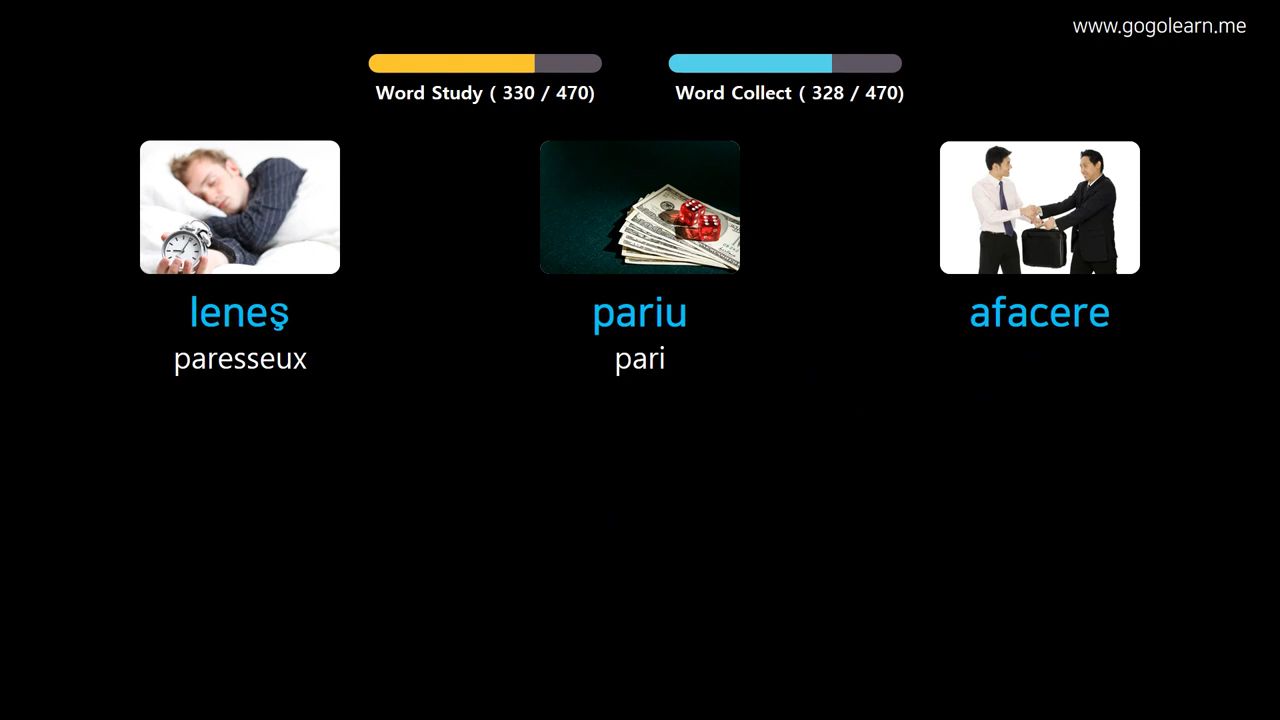 www.gogolearn.me
Word Study ( 330 / 470)
Word Collect ( 328 / 470)
leneş
pariu
afacere
paresseux
pari